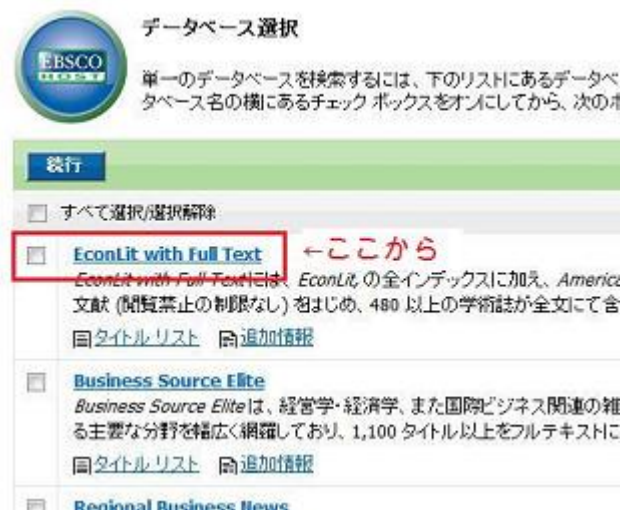 EBSCO
HOST
データベース選択
単一のデータベースを検索するには、下のリストにあるデータベ
タベース名の横にあるチェック ボックスをオンにしてから、次のボ
続行
すべて選択/選択解除
EconLit with Full Text
←ここから
EconLit with Full Textには、EconLit, の全インデックスに加え、America
文献 (閲覧禁止の制限なし) をはじめ、480 以上の学術誌が全文にて含
タイトル リスト 追加情報
Business Source Elite
Business Source Eliteは、経営学・経済学、また国際ビジネス関連の雑
る主要な分野を幅広く網羅しており、1,100 タイトル以上をフルテキストに
タイトル リスト 追加情報
Regional Business News